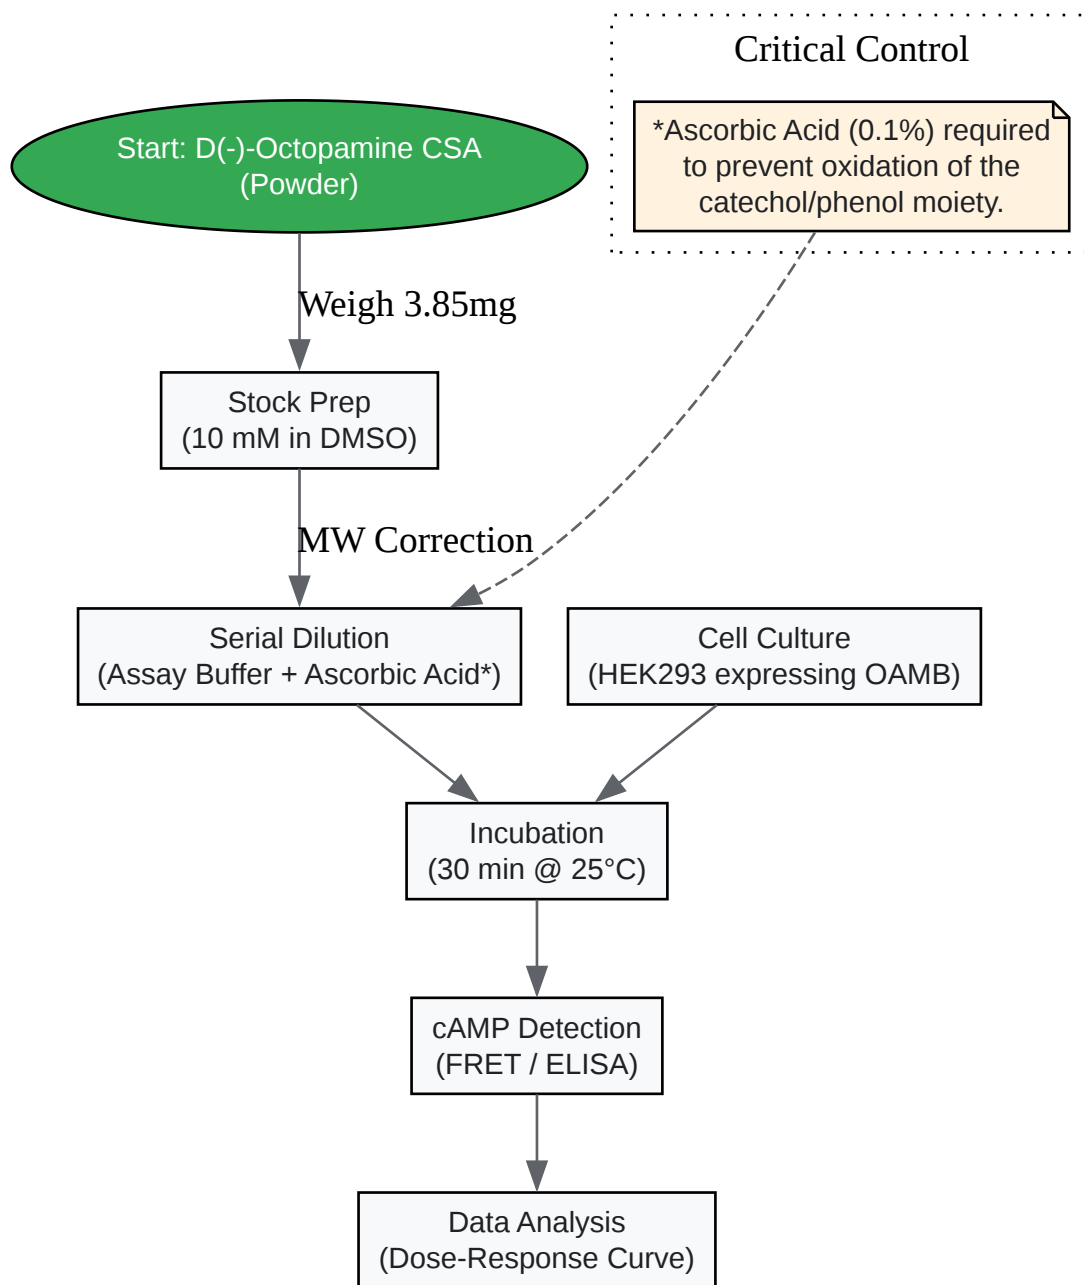 Critical Control
*Ascorbic Acid (0.1%) required
to prevent oxidation of the
catechol/phenol moiety.
Start: D(-)-Octopamine CSA
(Powder)
Weigh 3.85mg
Stock Prep
(10 mM in DMSO)
MW Correction
Serial Dilution
(Assay Buffer + Ascorbic Acid*)
Cell Culture
(HEK293 expressing OAMB)
Incubation
(30 min @ 25°C)
cAMP Detection
(FRET / ELISA)
Data Analysis
(Dose-Response Curve)